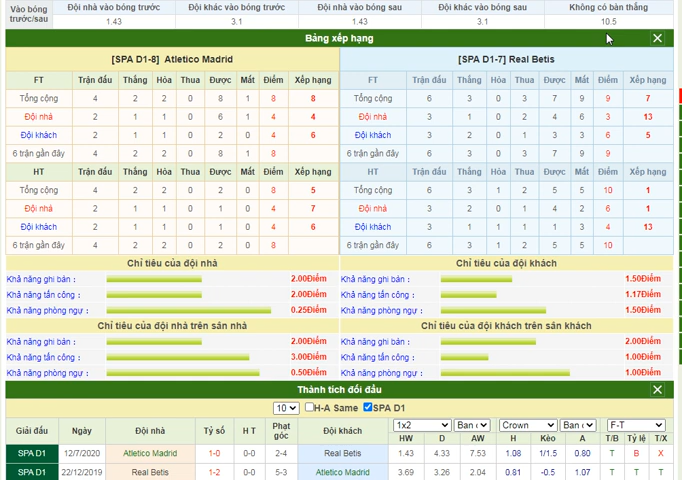 Vào bóng trước/sau Đội nhà vào bóng trước Đội khác vào bóng trước Đội nhà vào bóng sau Đội khác vào bóng sau Không có bàn thắng
1.43 3.1 1.43 3.1 10.5
Bảng xếp hạng
[SPA D1-8] Atletico Madrid
FT Trận đấu Thắng Hòa Thua Được Mất Điểm Xếp hạng
Tổng cộng 4 2 2 0 8 1 8 8
Đội nhà 2 1 1 0 6 1 4 4
Đội khách 2 1 1 0 2 0 4 6
6 trận gần đây 4 2 2 0 8 1 8
HT Trận đấu Thắng Hòa Thua Được Mất Điểm Xếp hạng
Tổng cộng 4 2 2 0 2 0 8 5
Đội nhà 2 1 1 0 1 0 4 7
Đội khách 2 1 1 0 1 0 4 6
6 trận gần đây 4 2 2 0 2 0 8
[SPA D1-7] Real Betis
FT Trận đấu Thắng Hòa Thua Được Mất Điểm Xếp hạng
Tổng cộng 6 3 0 3 7 9 9 7
Đội nhà 3 1 0 2 4 6 3 13
Đội khách 3 2 0 1 3 3 6 5
6 trận gần đây 6 3 0 3 7 9 9
HT Trận đấu Thắng Hòa Thua Được Mất Điểm Xếp hạng
Tổng cộng 6 3 1 2 5 5 10 1
Đội nhà 3 2 0 1 4 2 6 1
Đội khách 3 1 1 1 1 3 4 13
6 trận gần đây 6 3 1 2 5 5 10
Chỉ tiêu của đội nhà
Khả năng ghi bán : 2.00Điểm
Khả năng tấn công : 2.00Điểm
Khả năng phòng ngự : 0.25Điểm
Chỉ tiêu của đội khách
Khả năng ghi bán : 1.50Điểm
Khả năng tấn công : 1.17Điểm
Khả năng phòng ngự : 1.50Điểm
Chỉ tiêu của đội nhà trên sân nhà
Khả năng ghi bán : 2.00Điểm
Khả năng tấn công : 3.00Điểm
Khả năng phòng ngự : 0.50Điểm
Chỉ tiêu của đội khách trên sân khách
Khả năng ghi bán : 2.00Điểm
Khả năng tấn công : 1.00Điểm
Khả năng phòng ngự : 1.00Điểm
Thành tích đối đầu
10 H-A Same SPA D1
Giải đấu Ngày Đội nhà Tỷ số H T Phạt góc Đội khách 1x2 Ban c Crown Ban c F-T
HW D AW H Kèo A T/B Tỷ lệ T/X
SPA D1 12/7/2020 Atletico Madrid 1-0 0-0 2-4 Real Betis 1.43 4.33 7.53 1.08 1/1.5 0.80 T B X
SPA D1 22/12/2019 Real Betis 1-2 0-0 5-3 Atletico Madrid 3.69 3.26 2.04 0.81 -0.5 1.07 T T T